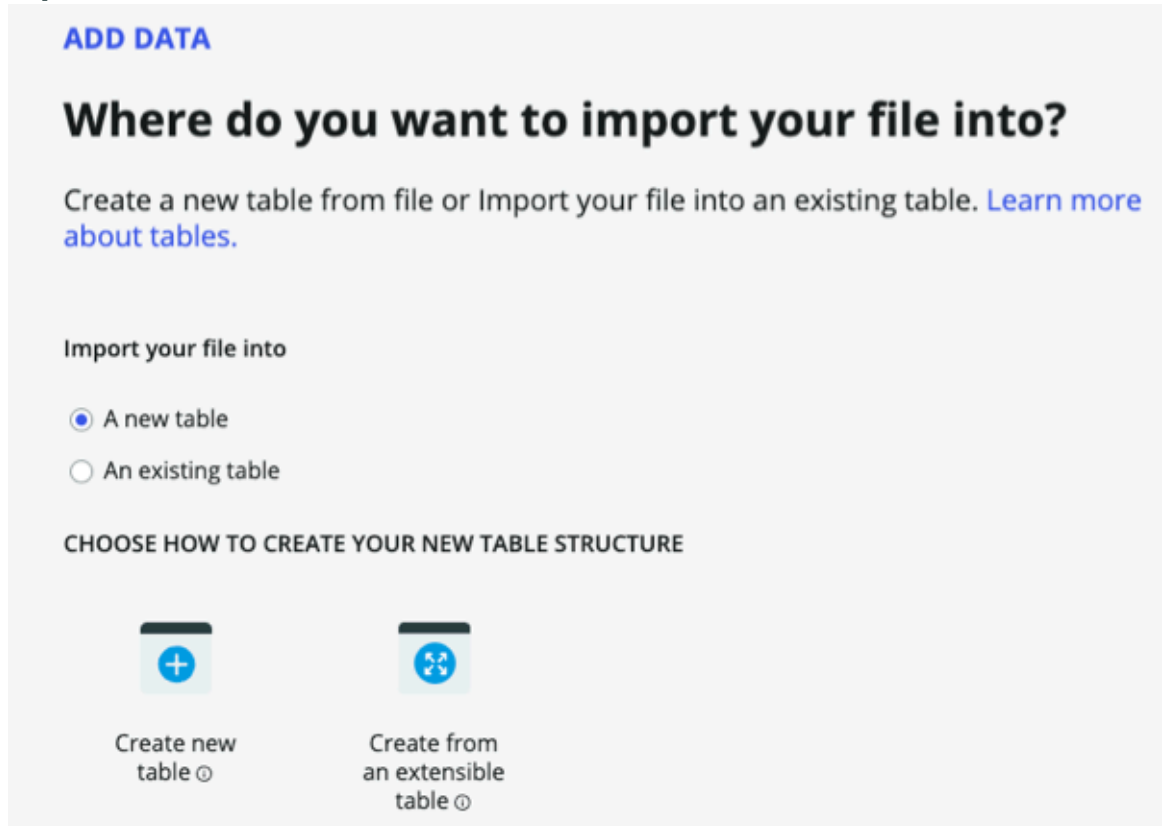 ADD DATA
Where do you want to import your file into?
Create a new table from file or Import your file into an existing table. Learn more
about tables.
Import your file into
A new table
An existing table
CHOOSE HOW TO CREATE YOUR NEW TABLE STRUCTURE
Create new
table
Create from
an extensible
table